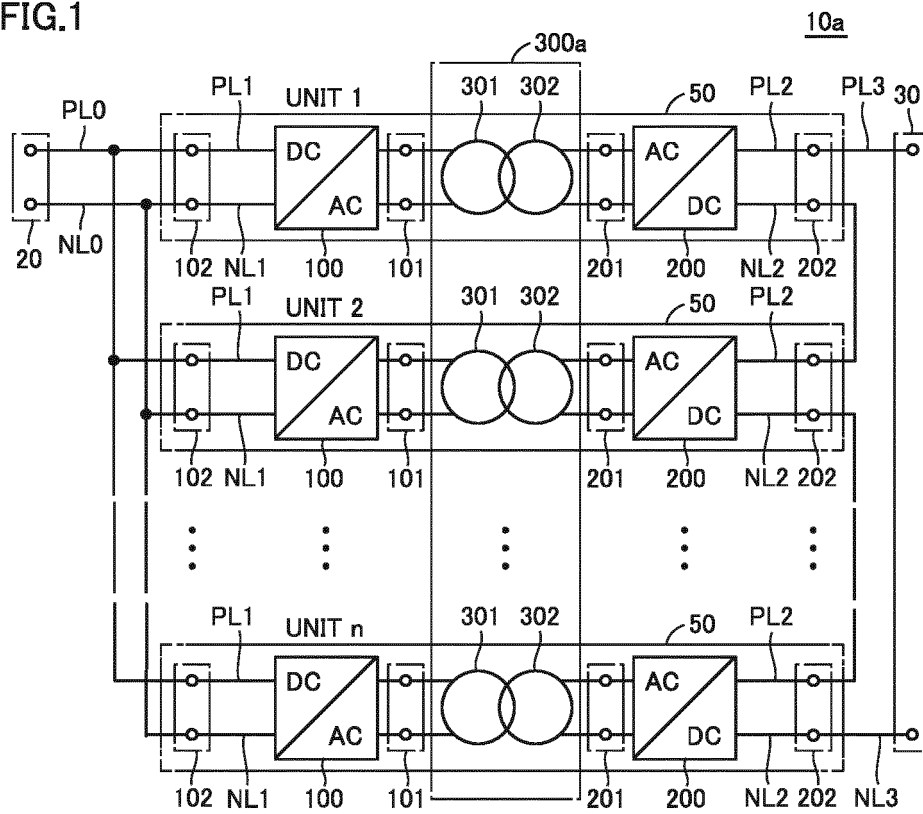 FIG.1
10a
300a
PL0 PL1 UNIT 1 301 302 50 PL2 PL3 30
DC AC AC DC
20 NL0 102 NL1 100 101 201 200 NL2 202
PL1 UNIT 2 301 302 50 PL2
DC AC AC DC
102 NL1 100 101 201 200 NL2 202
PL1 UNIT n 301 302 50 PL2
DC AC AC DC
102 NL1 100 101 201 200 NL2 202 NL3